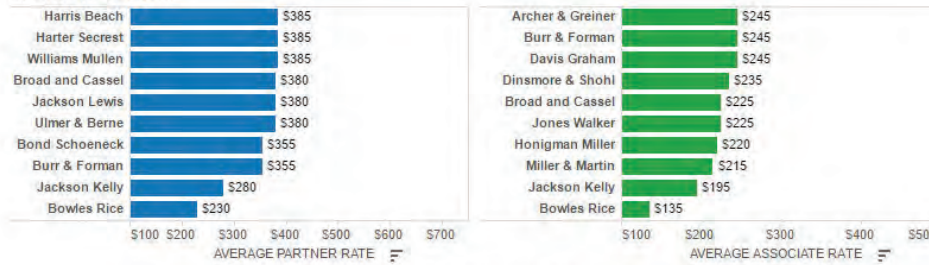 Harris Beach $385
Harter Secrest $385
Williams Mullen $385
Broad and Cassel $380
Jackson Lewis $380
Ulmer & Berne $380
Bond Schoeneck $355
Burr & Forman $355
Jackson Kelly $280
Bowles Rice $230
$100 $200 $300 $400 $500 $600 $700
AVERAGE PARTNER RATE
Archer & Greiner $245
Burr & Forman $245
Davis Graham $245
Dinsmore & Shohl $235
Broad and Cassel $225
Jones Walker $225
Honigman Miller $220
Miller & Martin $215
Jackson Kelly $195
Bowles Rice $135
$100 $200 $300 $400 $50
AVERAGE ASSOCIATE RATE